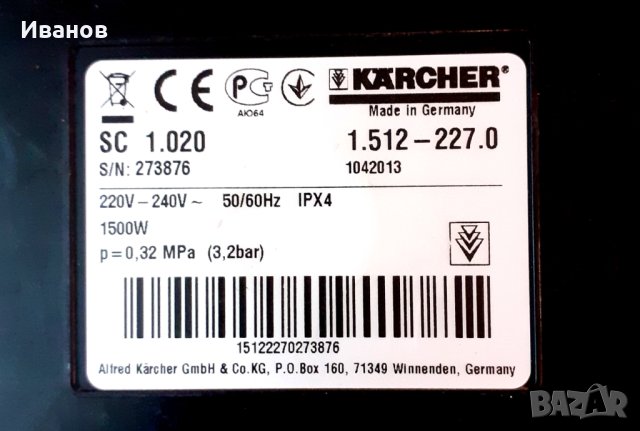 Иванов
CE PG KÄRCHER®
АЮ64 Made in Germany
SC 1.020 1.512-227.0
S/N: 273876 1042013
220V-240V~ 50/60Hz IPX4
1500W
p=0,32 MPa (3,2bar)
15122270273876
Alfred Kärcher GmbH & Co.KG, P.O.Box 160, 71349 Winnenden, Germany
BAZAR